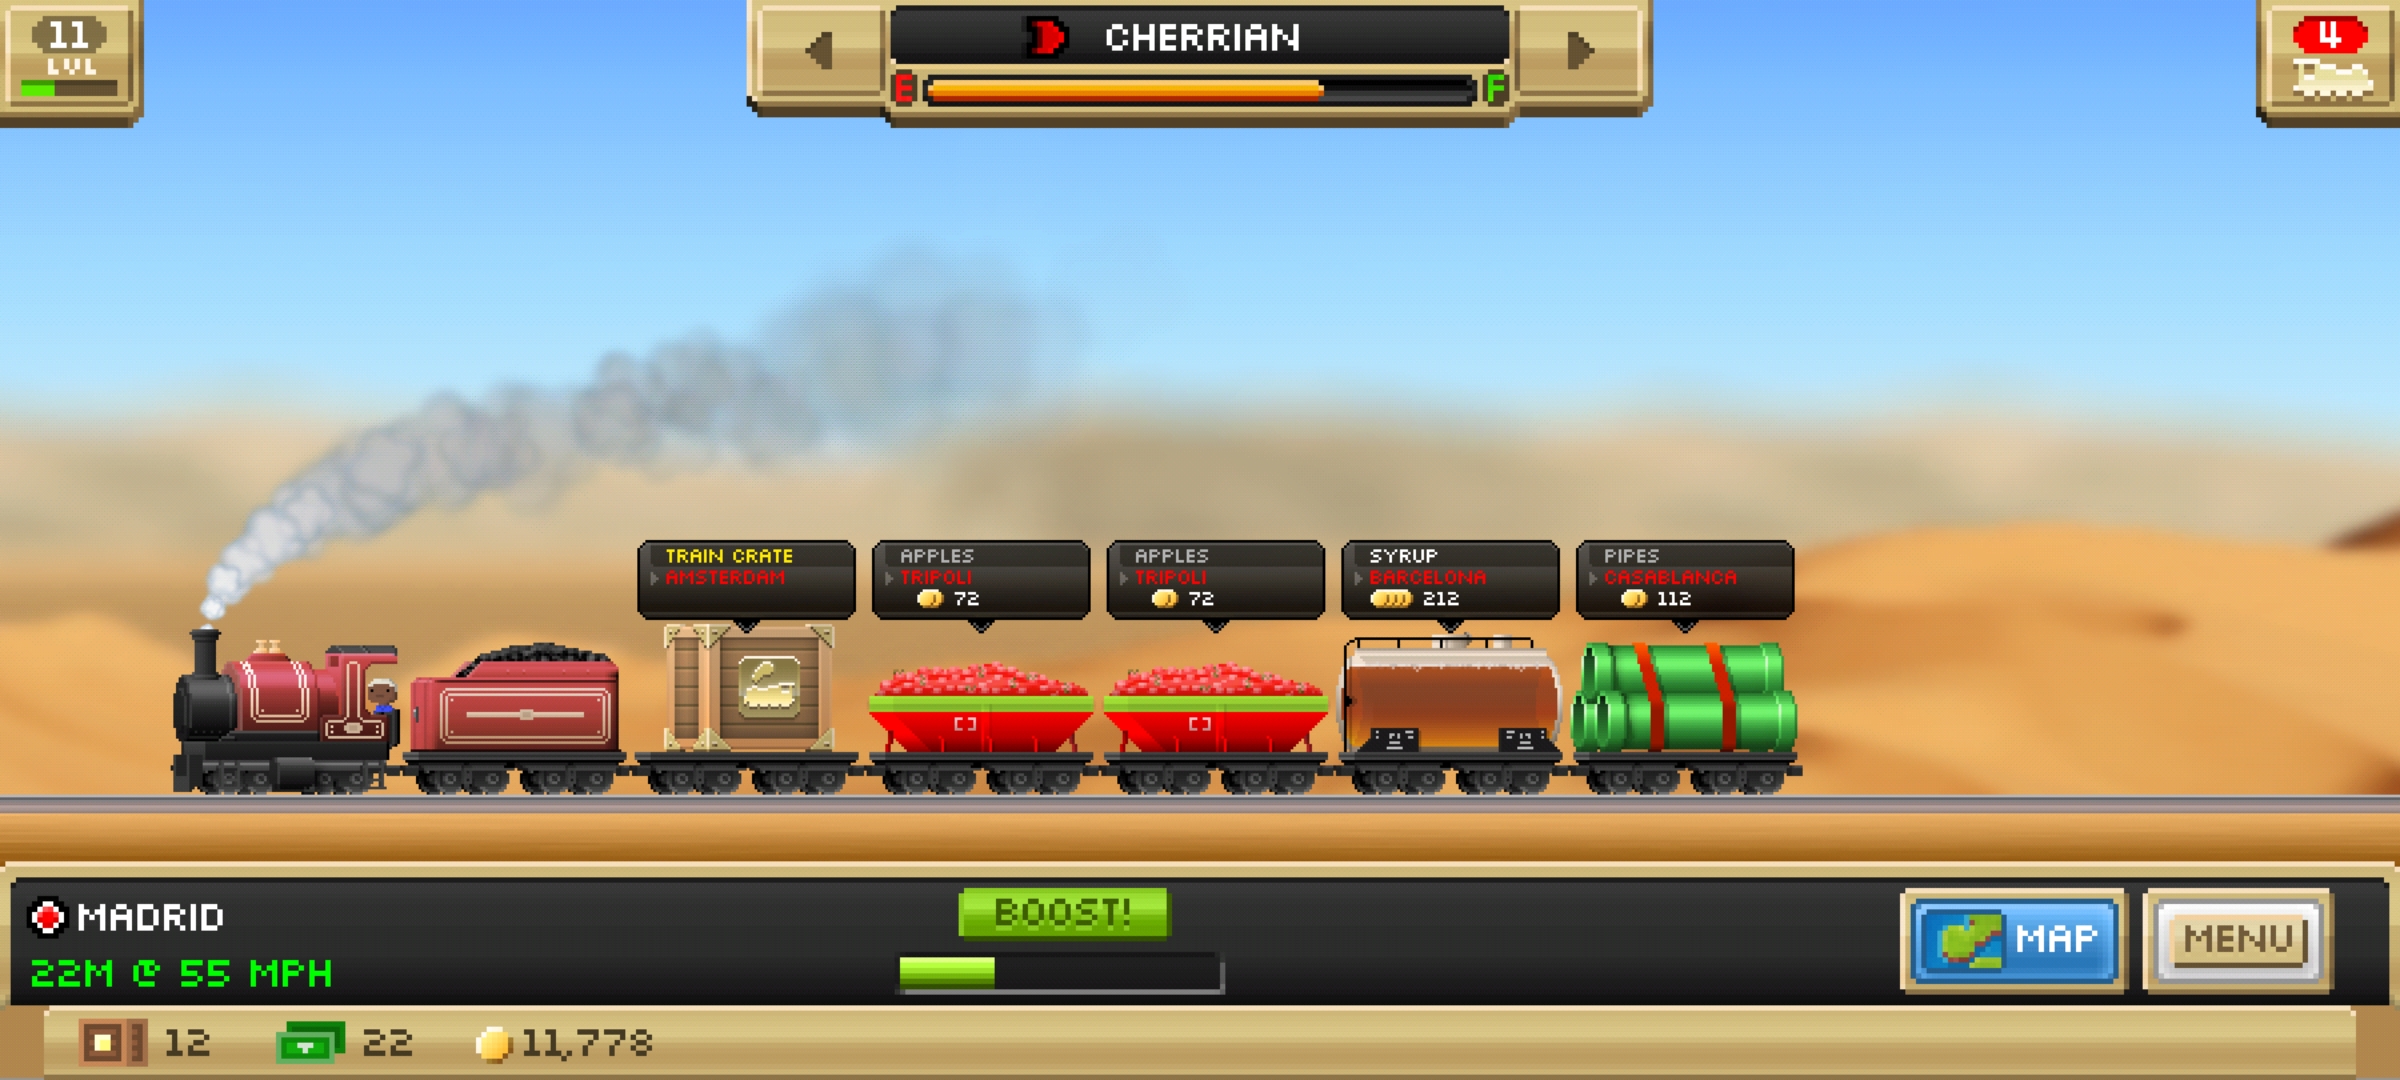 11
LVL
CHERRIAN
E F
4
TRAIN CRATE
AMSTERDAM
APPLES
TRIPOLI
72
APPLES
TRIPOLI
72
SYRUP
BARCELONA
212
PIPES
CASABLANCA
112
MADRID
22M @ 55 MPH
BOOST!
MAP
MENU
12
22
11,778